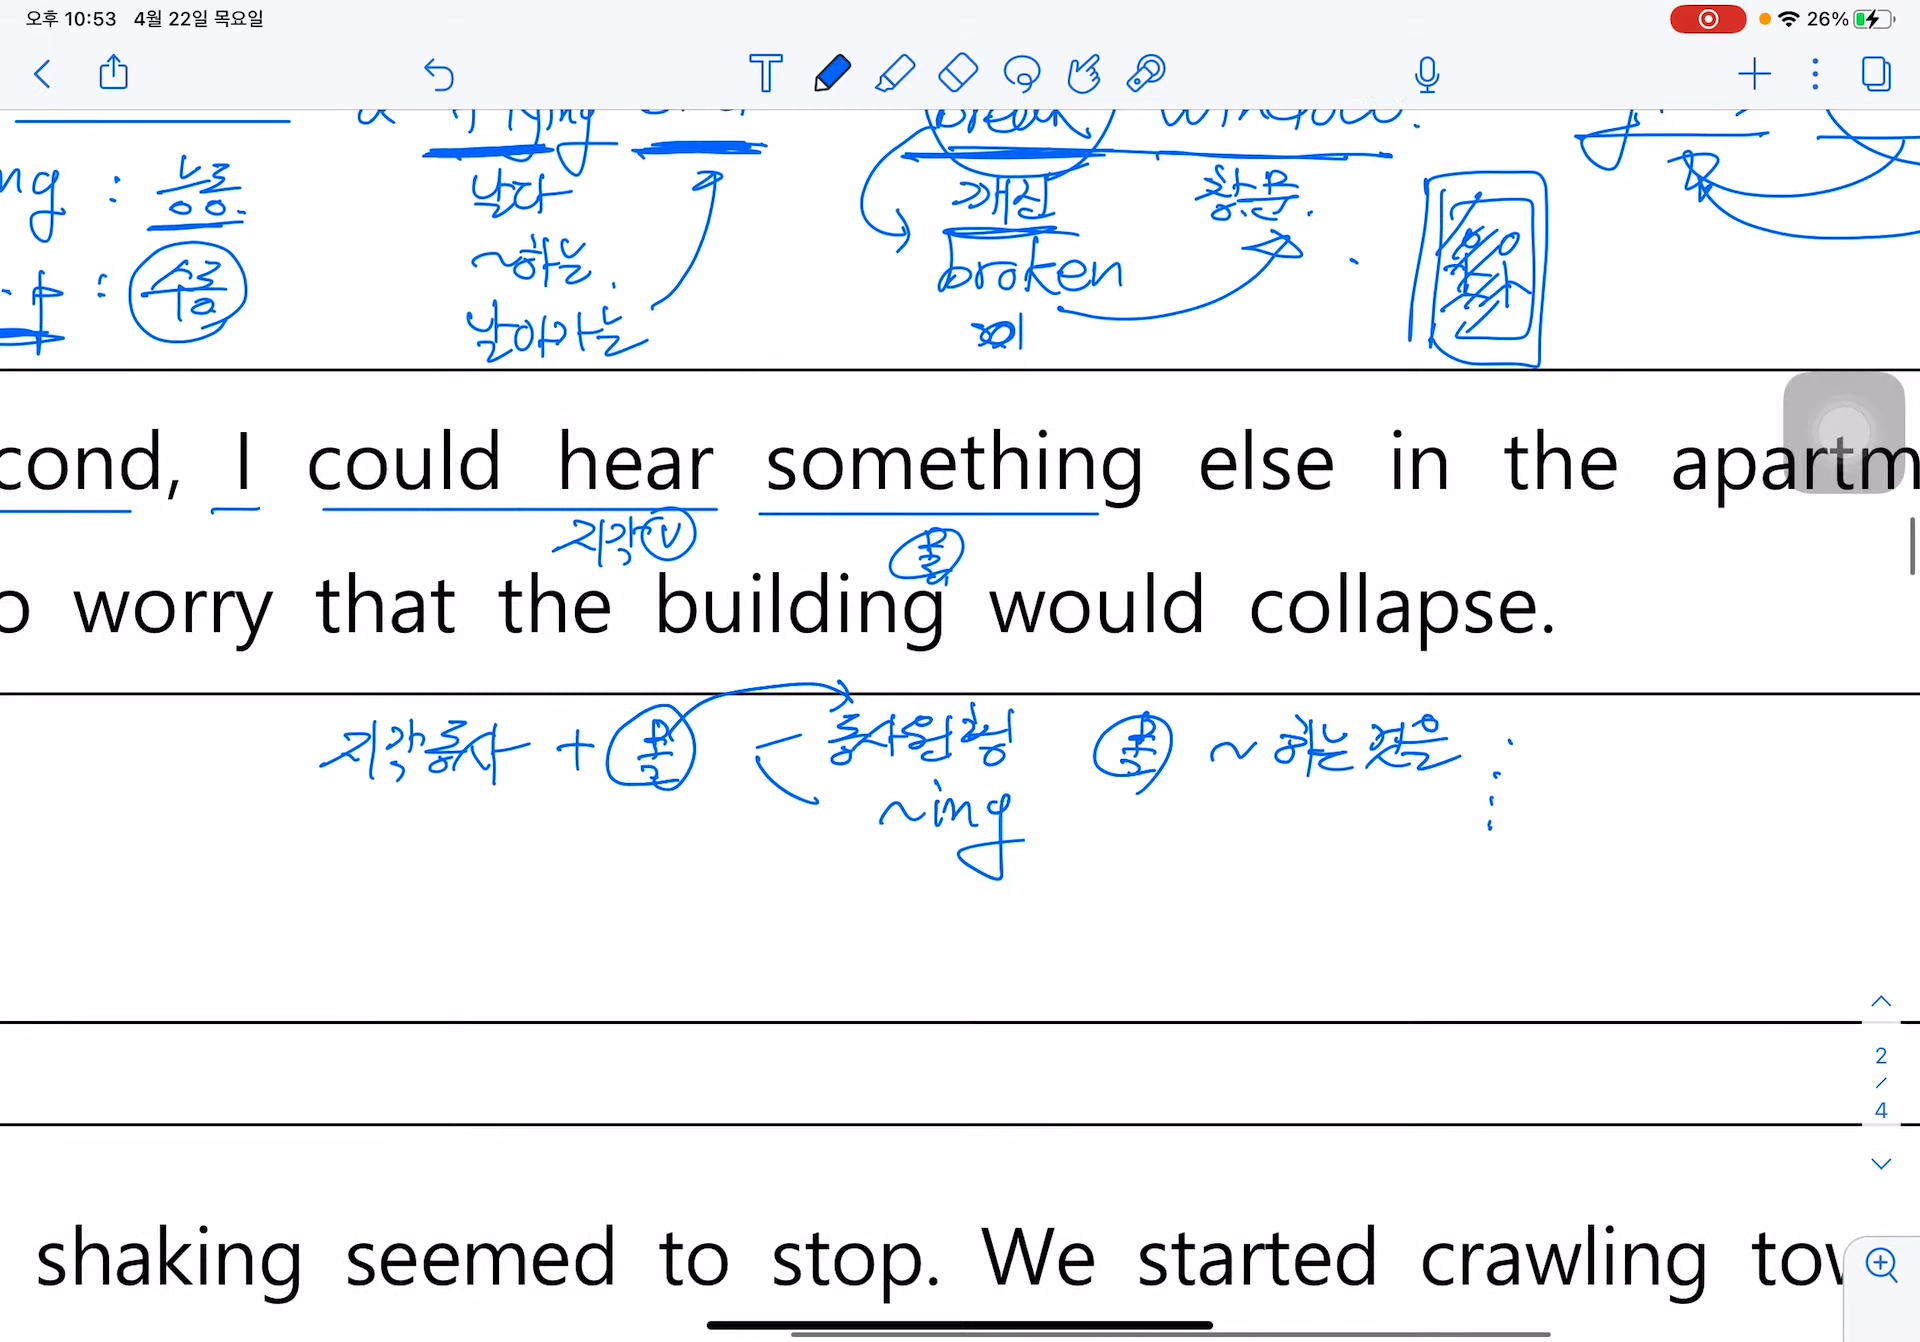 오후 10:53 4월 22일 목요일
26%
ng : 능동.
날다
깨진
창문.
~하는.
broken
p : 수동
날아가는
cond, I could hear something else in the apartm
지각 v
목
o worry that the building would collapse.
지각동사 + 목 동사원형 목 ~하는 것을
~ing
2
/
4
shaking seemed to stop. We started crawling tow